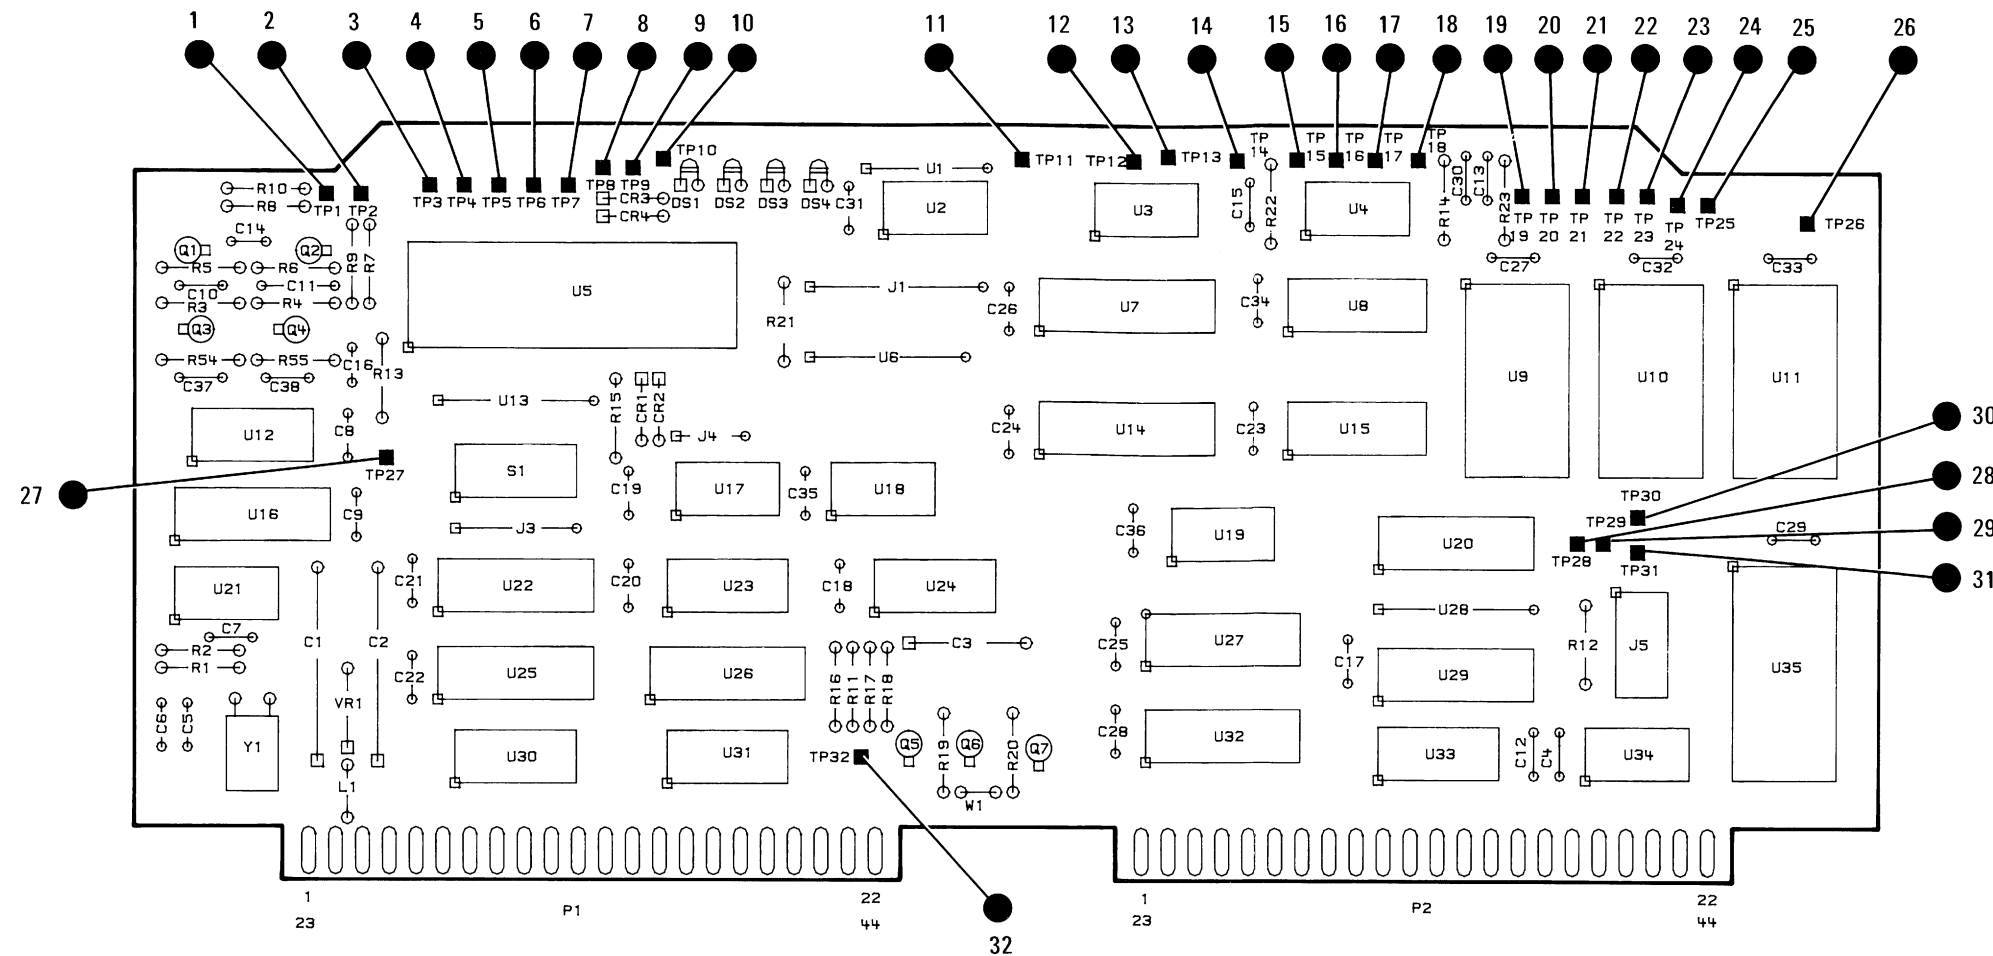 1 2 3 4 5 6 7 8 9 10 11 12 13 14 15 16 17 18 19 20 21 22 23 24 25 26
TP10 TP11 TP12 TP13 TP TP TP TP TP
14 15 16 17 18
U1
TP8 TP9
R10 TP1 TP2 TP3 TP4 TP5 TP6 TP7 CR3 DS1 DS2 DS3 DS4 C31 U2 U3 C15 R22 U4 R14 C30 C13 R23
R8 CR4
TP TP TP TP TP TP TP25 TP26
19 20 21 22 23 24
C14
Q1 Q2 R9 R7
R5 R6 C27 C32 C33
C10 C11 U5 J1 C26 U7 C34 U8
R3 R4 R21
Q3 Q4
R54 R55 C16 R13 U6 U9 U10 U11
C37 C38
U13 R15 CR1 CR2
U12 C8 J4 C24 U14 C23 U15
30
TP27 S1 C19 U17 C35 U18
27 28
U16 C9 TP30
J3 C36 U19 TP29 C29 29
U20 TP28 TP31
31
U21 C21 U22 C20 U23 C18 U24
U28
C7 C1 C2 C3 C25 U27 R12 J5
R2
R1 C22 U25 U26 R16 R11 R17 R18 C17 U29 U35
VR1
C6 C5 Y1 U30 U31 Q5 R19 Q6 R20 Q7 C28 U32
TP32 U33 C12 C4 U34
L1 W1
1 22 1 22
23 P1 44 23 P2 44
32